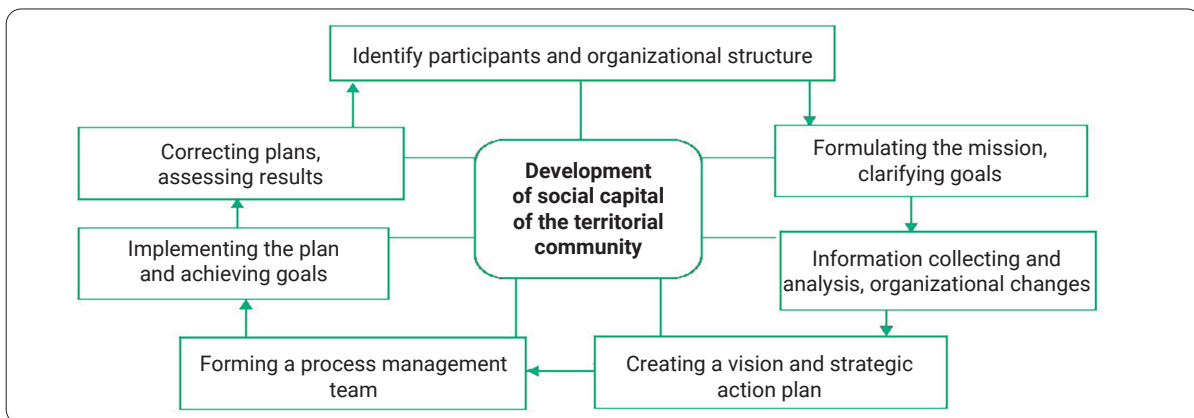 Identify participants and organizational structure
Correcting plans,
assessing results
Development
of social capital
of the territorial
community
Formulating the mission,
clarifying goals
Implementing the plan
and achieving goals
Information collecting and
analysis, organizational changes
Forming a process management
team
Creating a vision and strategic
action plan